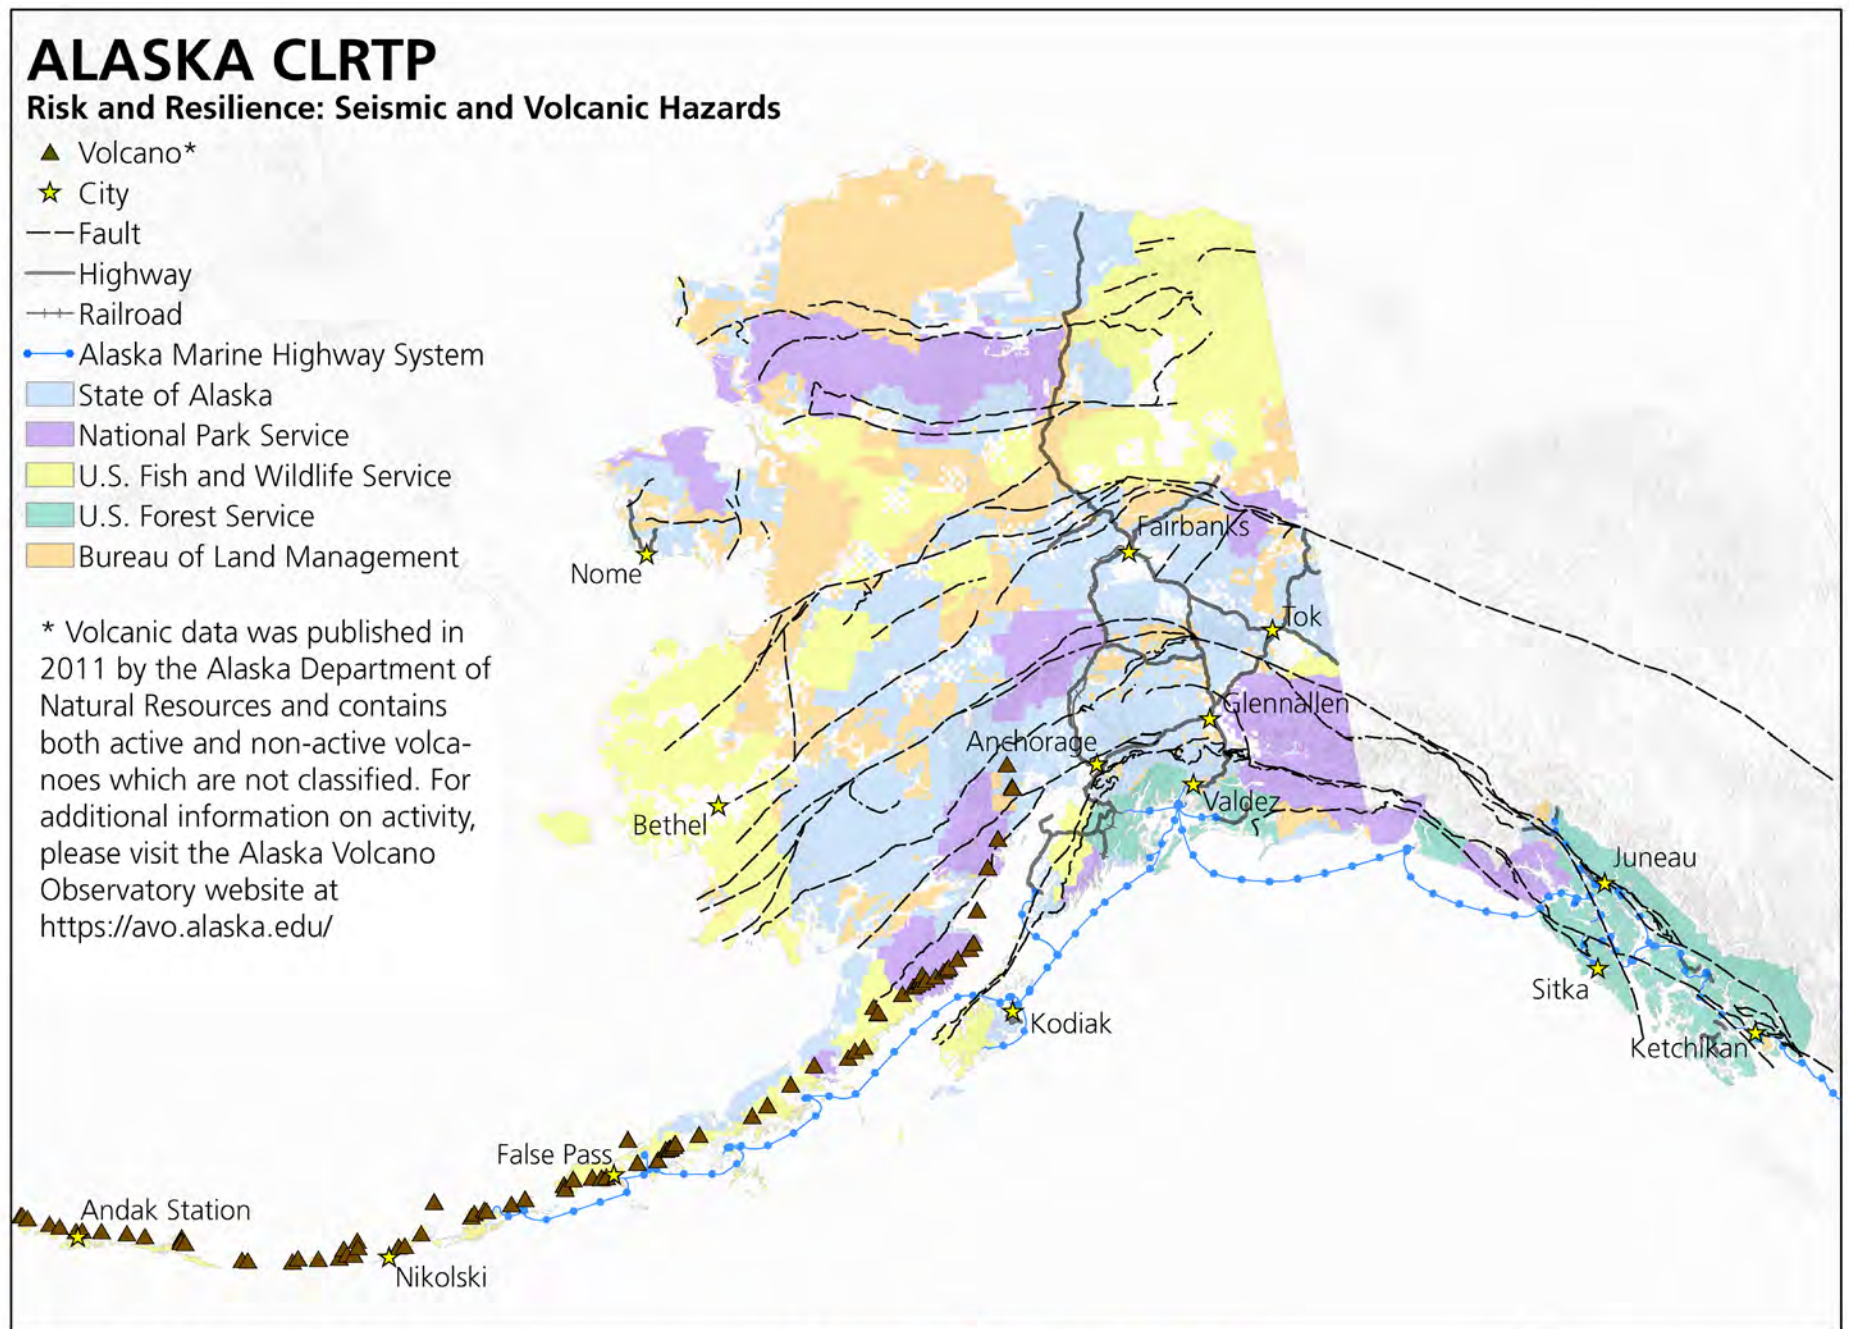 ALASKA CLRTP
Risk and Resilience: Seismic and Volcanic Hazards
Volcano*
City
Fault
Highway
Railroad
Alaska Marine Highway System
State of Alaska
National Park Service
U.S. Fish and Wildlife Service
U.S. Forest Service
Bureau of Land Management
* Volcanic data was published in
2011 by the Alaska Department of
Natural Resources and contains
both active and non-active volca-
noes which are not classified. For
additional information on activity,
please visit the Alaska Volcano
Observatory website at
https://avo.alaska.edu/
Fairbanks
Nome
Tok
Glennallen
Anchorage
Valdez
Bethel
Juneau
Sitka
Kodiak
Ketchikan
False Pass
Andak Station
Nikolski